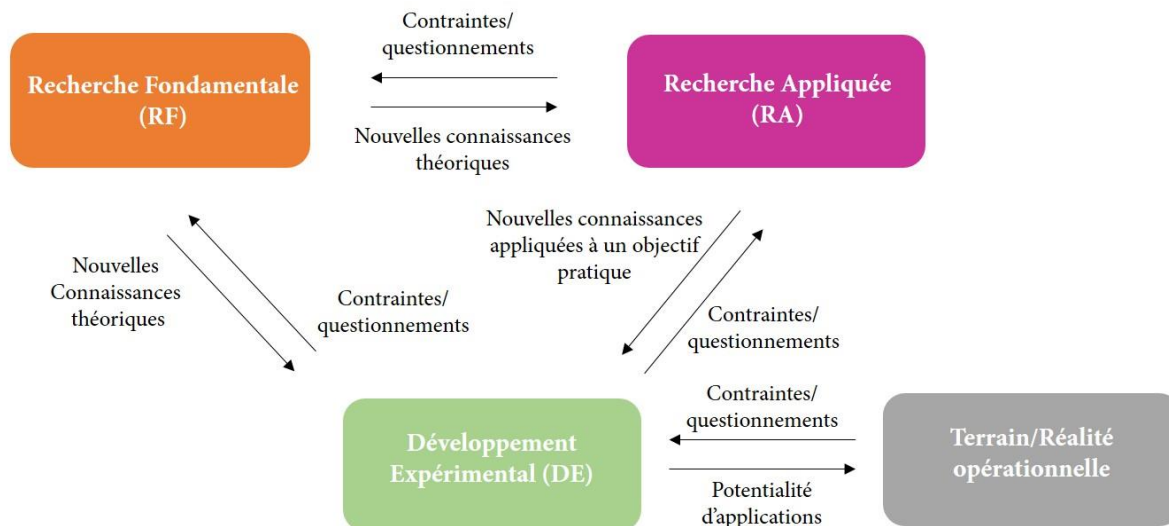 Contraintes/
questionnements
Recherche Fondamentale
(RF)
Recherche Appliquée
(RA)
Nouvelles connaissances
théoriques
Nouvelles connaissances
appliquées à un objectif
pratique
Nouvelles
Connaissances
théoriques
Contraintes/
questionnements
Contraintes/
questionnements
Contraintes/
questionnements
Développement
Expérimental (DE)
Terrain/Réalité
opérationnelle
Potentialité
d’applications